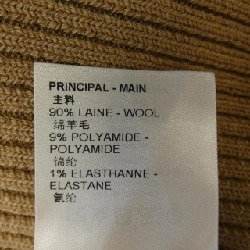 PRINCIPAL - MAIN
主料
90% LAINE - WOOL
绵羊毛
9% POLYAMIDE -
POLYAMIDE
锦纶
1% ELASTHANNE -
ELASTANE
氨纶